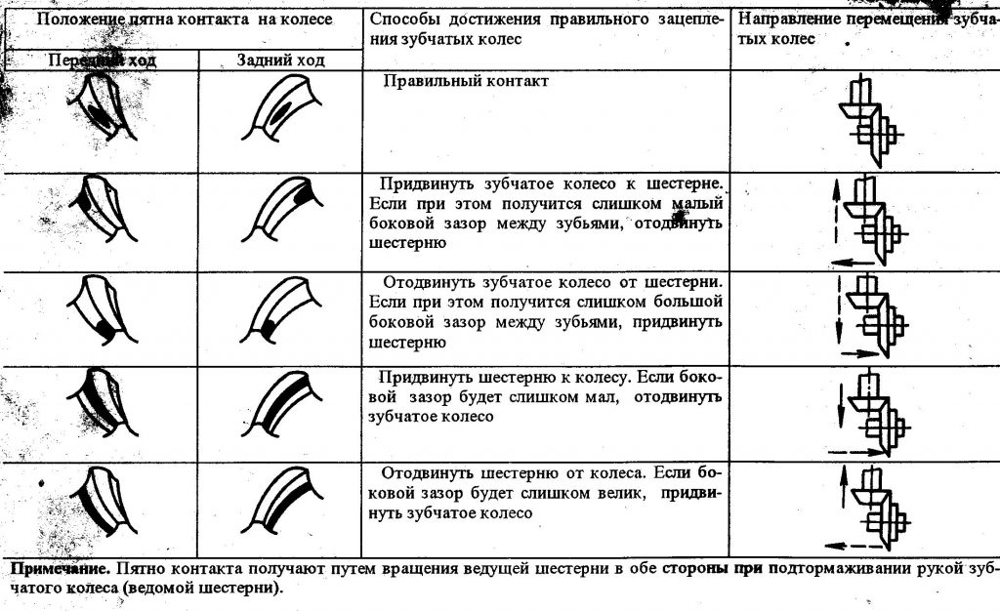 Положение пятна контакта на колесе
Передний ход
Задний ход
Способы достижения правильного зацепле-
ния зубчатых колес
Направление перемещения зубча-
тых колес
Правильный контакт
Придвинуть зубчатое колесо к шестерне.
Если при этом получится слишком малый
боковой зазор между зубьями, отодвинуть
шестерню
Отодвинуть зубчатое колесо от шестерни.
Если при этом получится слишком большой
боковой зазор между зубьями, придвинуть
шестерню
Придвинуть шестерню к колесу. Если боко-
вой зазор будет слишком мал, отодвинуть
зубчатое колесо
Отодвинуть шестерню от колеса. Если бо-
ковой зазор будет слишком велик, придви-
нуть зубчатое колесо
Примечание. Пятно контакта получают путем вращения ведущей шестерни в обе стороны при подтормаживании рукой зуб-
чатого колеса (ведомой шестерни).